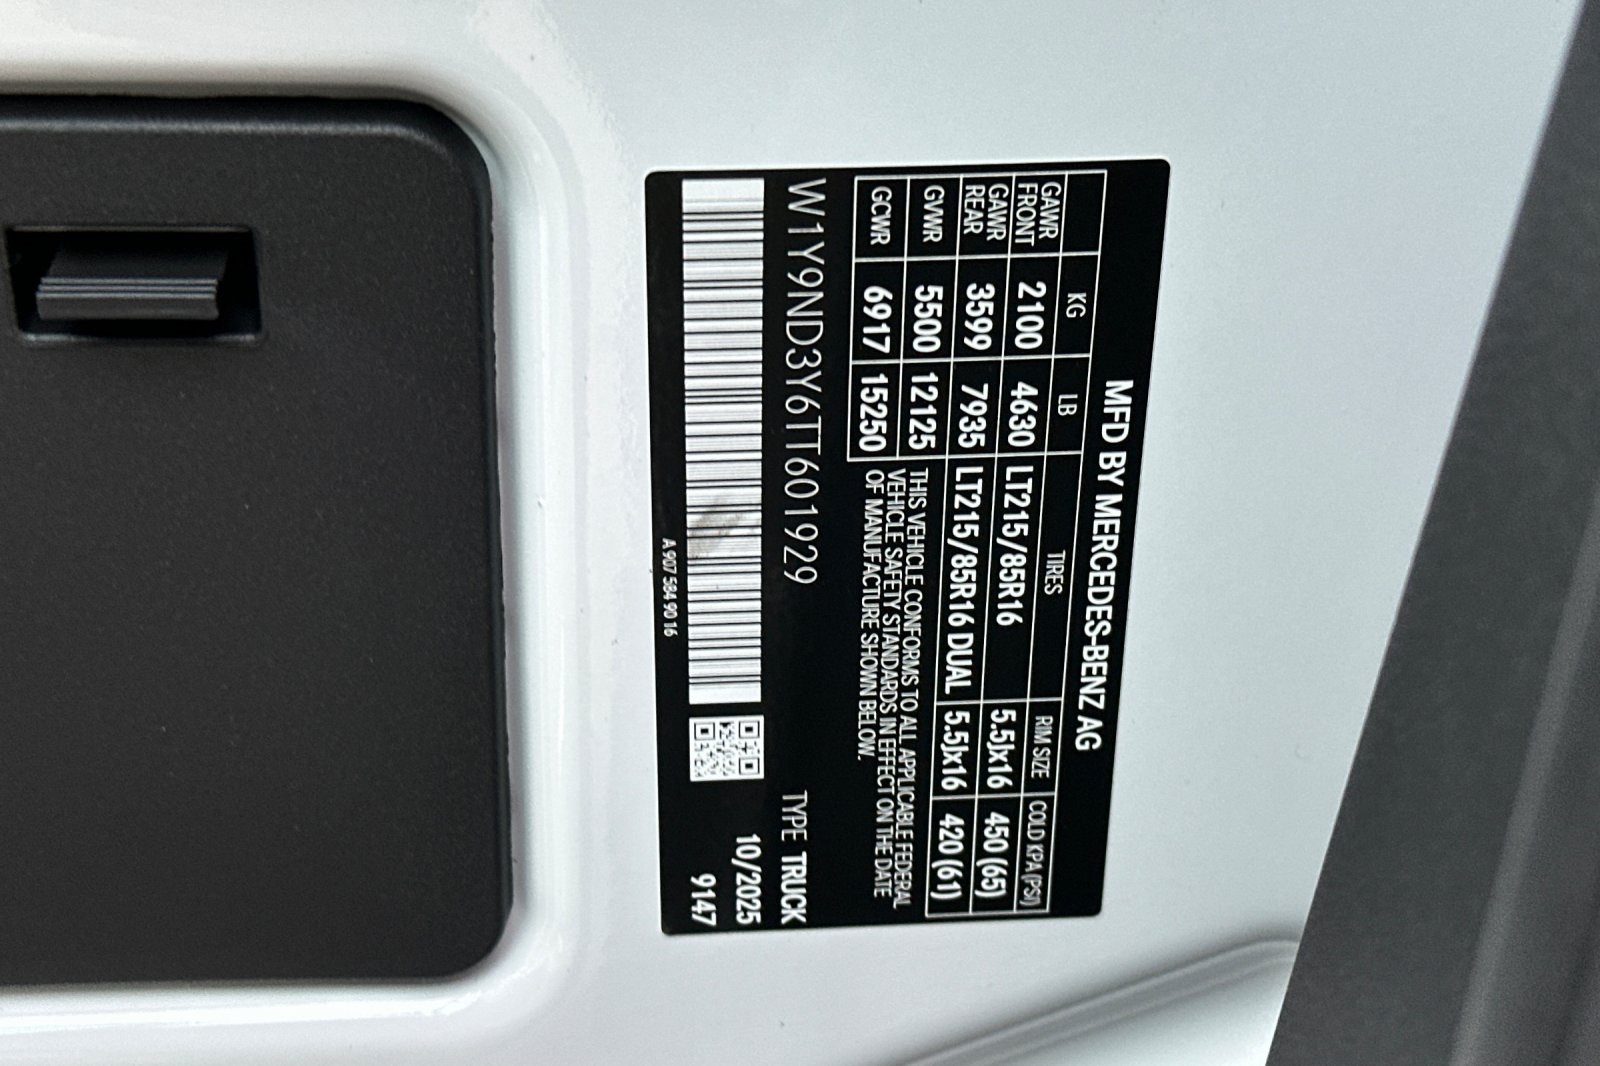 MFD BY MERCEDES-BENZ AG
KG LB TIRES RIM SIZE COLD KPA (PSI)
GAWR FRONT 2100 4630 LT215/85R16 5.5Jx16 450 (65)
GAWR REAR 3599 7935 LT215/85R16 DUAL 5.5Jx16 420 (61)
GVWR 5500 12125
GCWR 6917 15250
THIS VEHICLE CONFORMS TO ALL APPLICABLE FEDERAL
VEHICLE SAFETY STANDARDS IN EFFECT ON THE DATE
OF MANUFACTURE SHOWN BELOW.
W1Y9ND3Y6TT601929 TYPE TRUCK
10/2025
9147
A 907 584 90 16